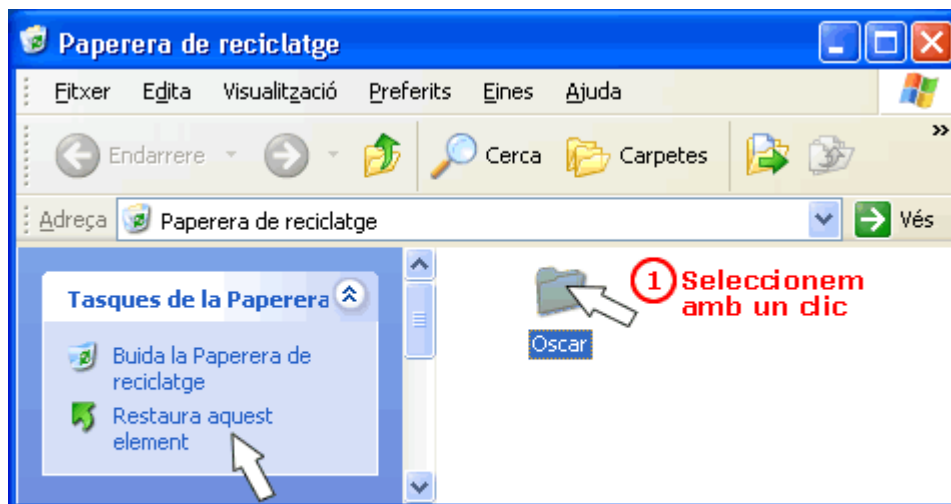 Paperera de reciclatge
Fitxer Edita Visualització Preferits Eines Ajuda
Endarrere Cerca Carpetes »
Adreça Paperera de reciclatge Vés
Tasques de la Paperera
Buida la Paperera de
reciclatge
Restaura aquest
element
1 Seleccionem
amb un clic
Oscar